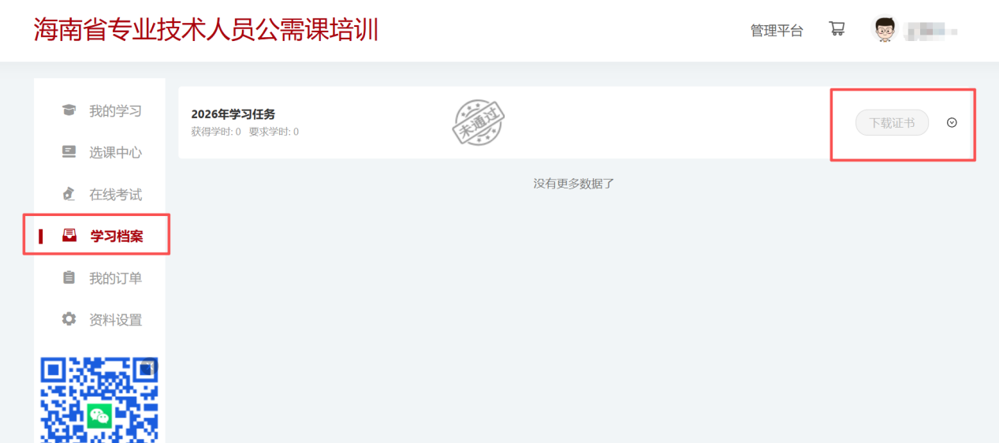 海南省专业技术人员公需课培训
管理平台
我的学习
选课中心
在线考试
学习档案
我的订单
资料设置
2026年学习任务
获得学时: 0 要求学时: 0
未通过
下载证书
没有更多数据了